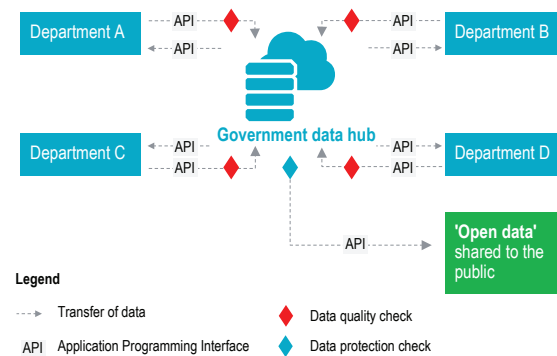 API
API
Department A
Department B
API
API
Government data hub
API
API
Department C
Department D
API
API
'Open data'
shared to the
public
API
Legend
Transfer of data
Data quality check
API
Application Programming Interface
Data protection check